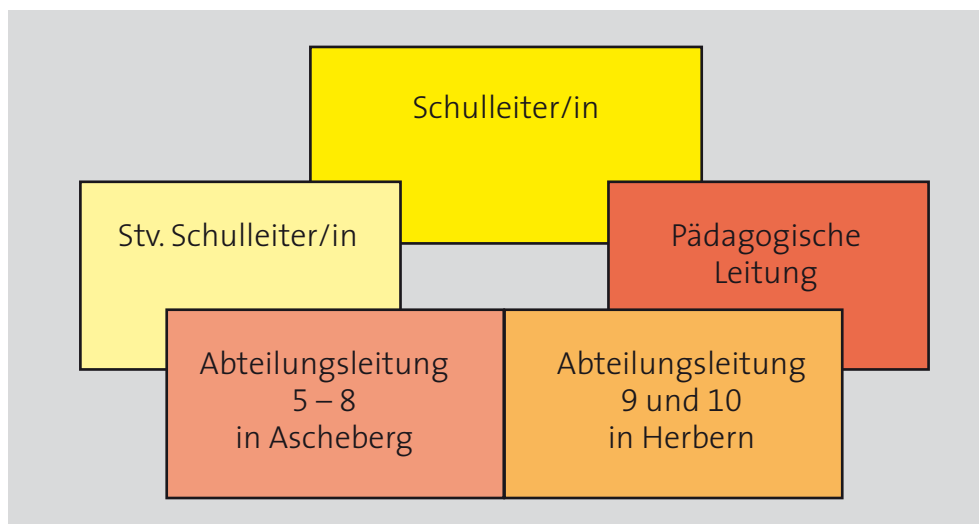 Schulleiter/in
Stv. Schulleiter/in
Pädagogische
Leitung
Abteilungsleitung
5 – 8
in Ascheberg
Abteilungsleitung
9 und 10
in Herbern